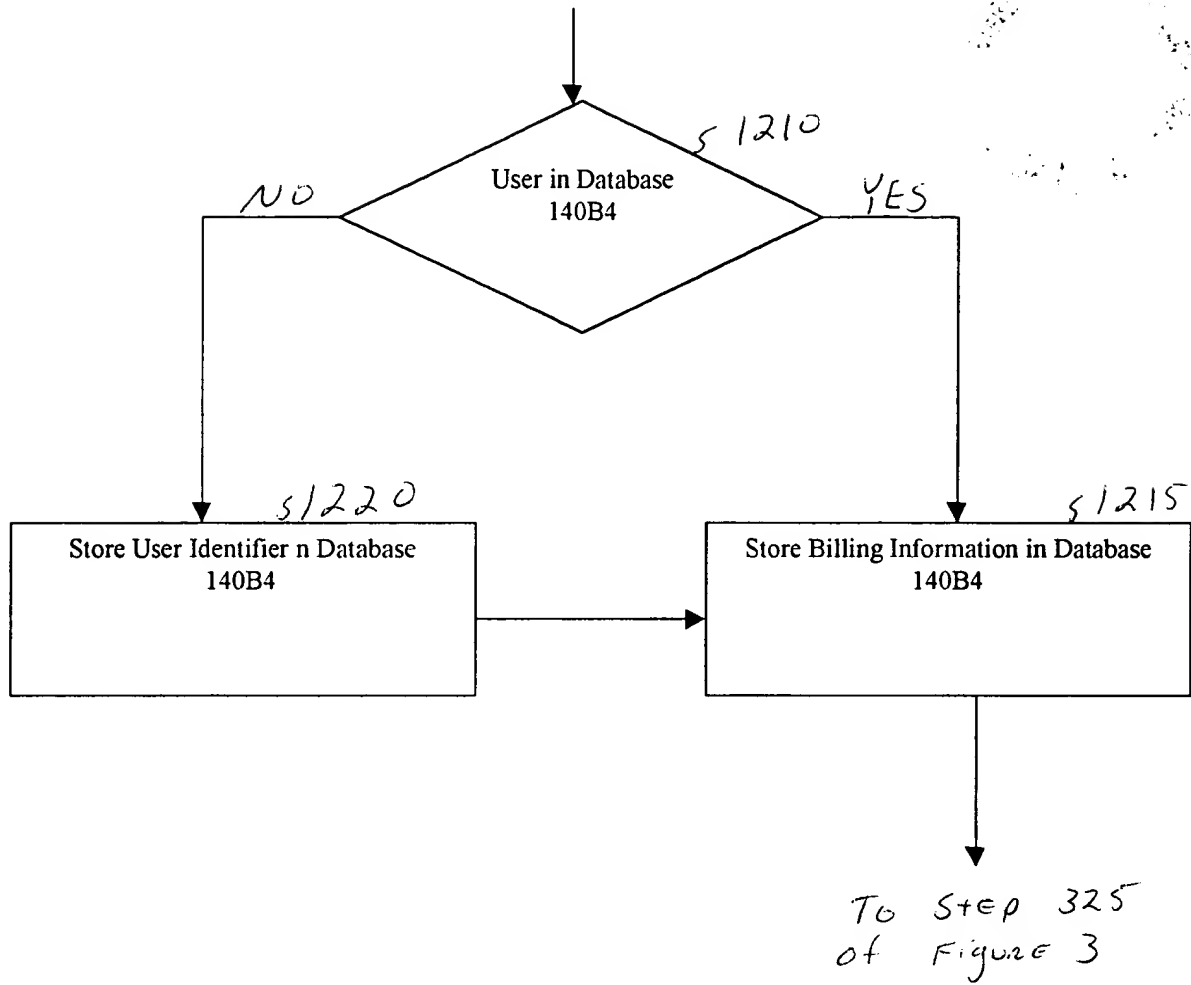 s 1210
User in Database
140B4
NO
YES
s1220
Store User Identifier n Database
140B4
s1215
Store Billing Information in Database
140B4
To Step 325
of Figure 3